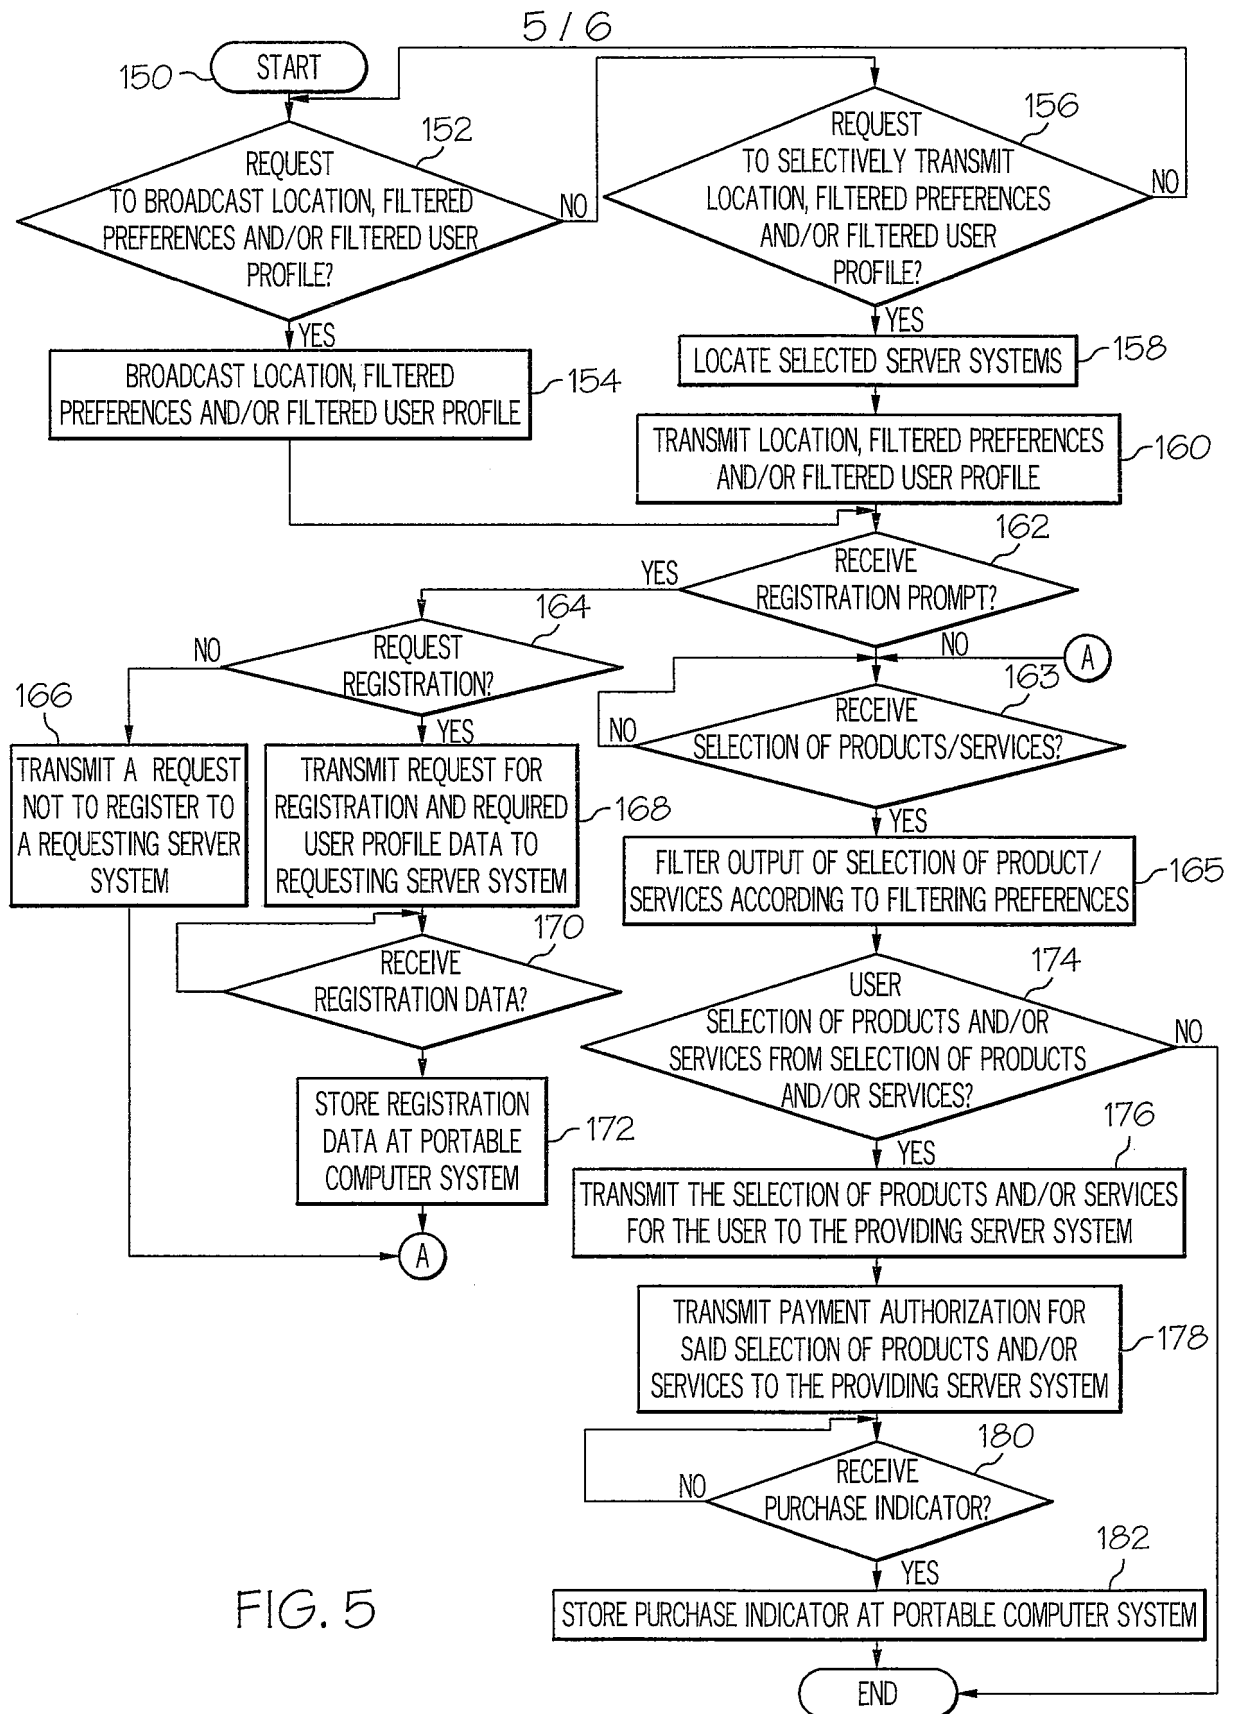 5/6
START
150
152
REQUEST
TO BROADCAST LOCATION, FILTERED
PREFERENCES AND/OR FILTERED USER
PROFILE?
NO
YES
156
REQUEST
TO SELECTIVELY TRANSMIT
LOCATION, FILTERED PREFERENCES
AND/OR FILTERED USER
PROFILE?
NO
YES
BROADCAST LOCATION, FILTERED
PREFERENCES AND/OR FILTERED USER PROFILE
154
LOCATE SELECTED SERVER SYSTEMS
158
TRANSMIT LOCATION, FILTERED PREFERENCES
AND/OR FILTERED USER PROFILE
160
162
RECEIVE
REGISTRATION PROMPT?
YES
NO
A
164
REQUEST
REGISTRATION?
NO
YES
163
RECEIVE
SELECTION OF PRODUCTS/SERVICES?
NO
YES
166
TRANSMIT A REQUEST
NOT TO REGISTER TO
A REQUESTING SERVER
SYSTEM
TRANSMIT REQUEST FOR
REGISTRATION AND REQUIRED
USER PROFILE DATA TO
REQUESTING SERVER SYSTEM
168
FILTER OUTPUT OF SELECTION OF PRODUCT/
SERVICES ACCORDING TO FILTERING PREFERENCES
165
170
RECEIVE
REGISTRATION DATA?
174
USER
SELECTION OF PRODUCTS AND/OR
SERVICES FROM SELECTION OF PRODUCTS
AND/OR SERVICES?
NO
YES
STORE REGISTRATION
DATA AT PORTABLE
COMPUTER SYSTEM
172
A
176
TRANSMIT THE SELECTION OF PRODUCTS AND/OR SERVICES
FOR THE USER TO THE PROVIDING SERVER SYSTEM
TRANSMIT PAYMENT AUTHORIZATION FOR
SAID SELECTION OF PRODUCTS AND/OR
SERVICES TO THE PROVIDING SERVER SYSTEM
178
180
RECEIVE
PURCHASE INDICATOR?
NO
YES
182
STORE PURCHASE INDICATOR AT PORTABLE COMPUTER SYSTEM
END
FIG. 5